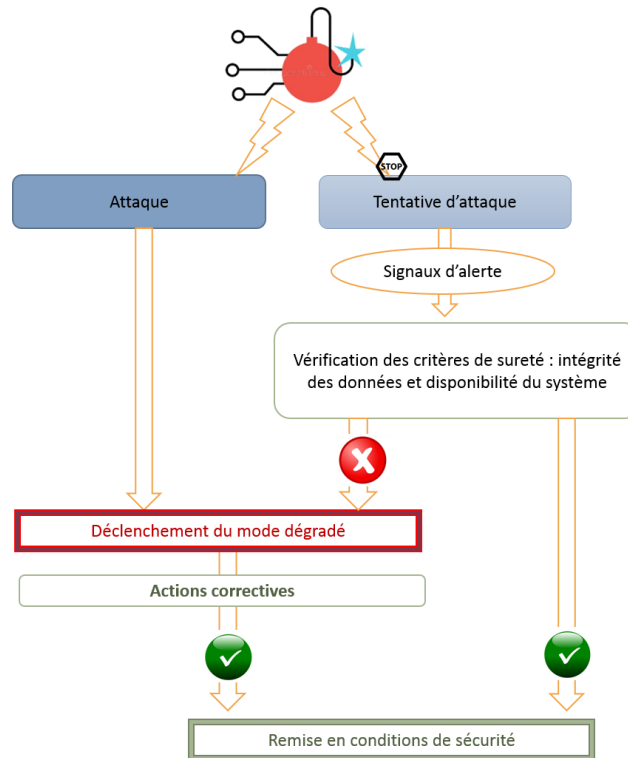 STOP
Attaque
Tentative d’attaque
Signaux d’alerte
Vérification des critères de sureté : intégrité
des données et disponibilité du système
Déclenchement du mode dégradé
Actions correctives
Remise en conditions de sécurité